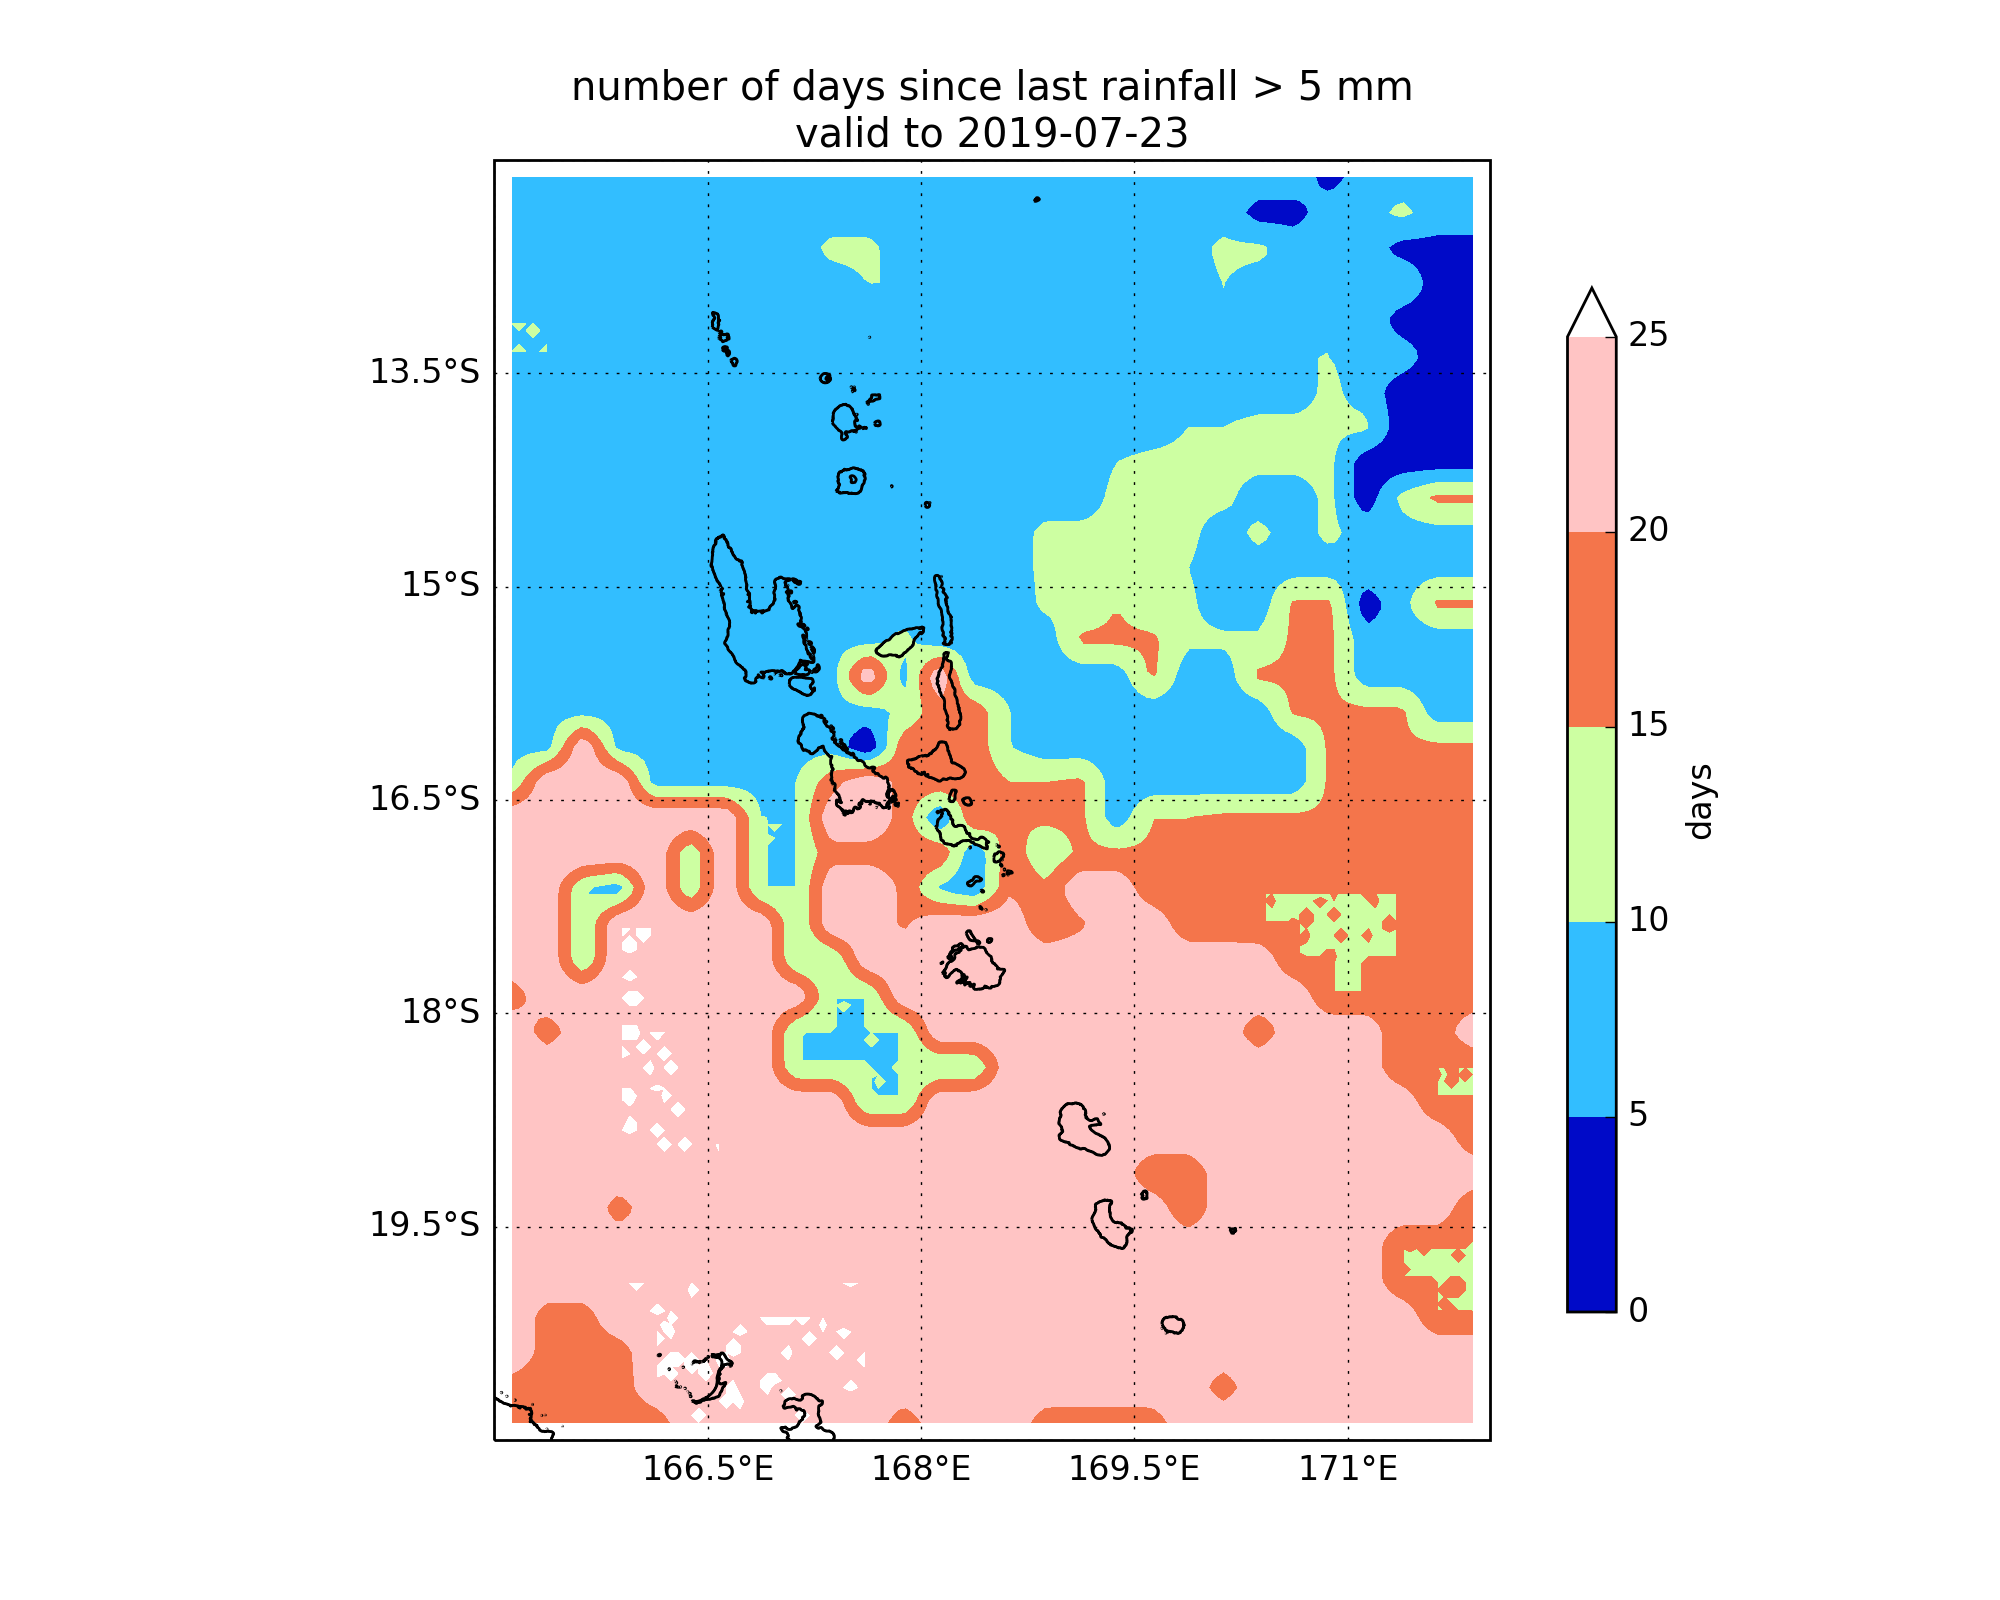 number of days since last rainfall > 5 mm
valid to 2019-07-23
13.5°S
15°S
16.5°S
18°S
19.5°S
166.5°E
168°E
169.5°E
171°E
25
20
15
10
5
0
days